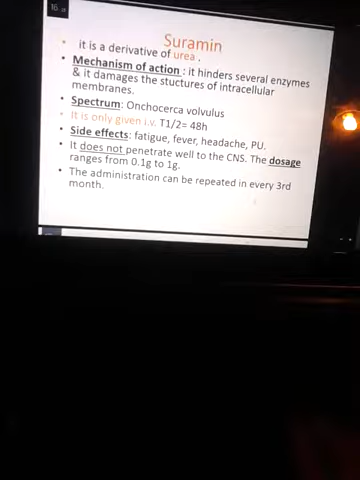 16. a
Suramin
• it is a derivative of urea .
• Mechanism of action : it hinders several enzymes
& it damages the stuctures of intracellular
membranes.
• Spectrum: Onchocerca volvulus
• It is only given i.v. T1/2= 48h
• Side effects: fatigue, fever, headache, PU.
• It does not penetrate well to the CNS. The dosage
ranges from 0.1g to 1g.
• The administration can be repeated in every 3rd
month.